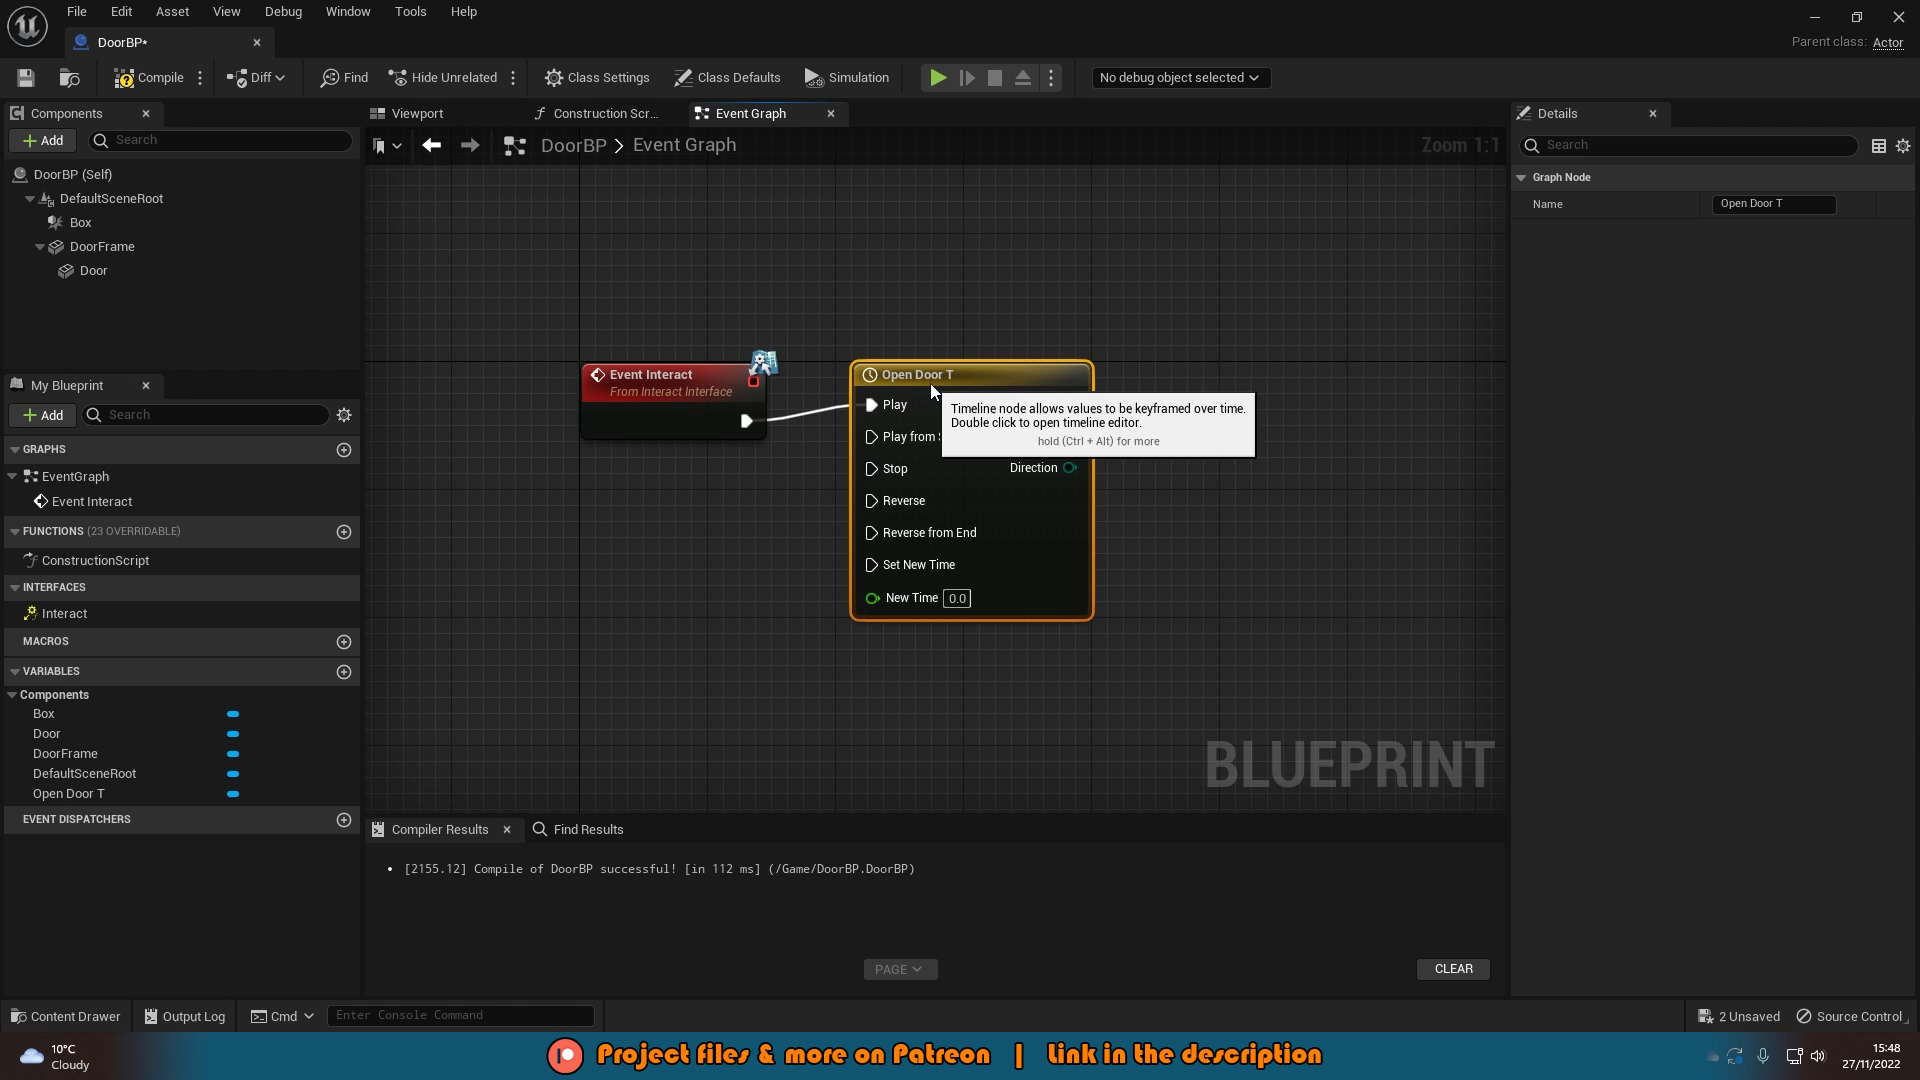 File Edit Asset View Debug Window Tools Help
DoorBP*
Parent class: Actor
Compile Diff Find Hide Unrelated Class Settings Class Defaults Simulation No debug object selected
Components
Add Search
DoorBP (Self)
DefaultSceneRoot
Box
DoorFrame
Door
My Blueprint
Add Search
GRAPHS
EventGraph
Event Interact
FUNCTIONS (23 OVERRIDABLE)
ConstructionScript
INTERFACES
Interact
MACROS
VARIABLES
Components
Box
Door
DoorFrame
DefaultSceneRoot
Open Door T
EVENT DISPATCHERS
Viewport Construction Scr... Event Graph
DoorBP > Event Graph Zoom 1:1
Event Interact
From Interact Interface
Open Door T
Play
Play from
Stop Direction
Reverse
Reverse from End
Set New Time
New Time 0.0
Timeline node allows values to be keyframed over time.
Double click to open timeline editor.
hold (Ctrl + Alt) for more
BLUEPRINT
Compiler Results Find Results
• [2155.12] Compile of DoorBP successful! [in 112 ms] (/Game/DoorBP.DoorBP)
PAGE CLEAR
Details
Search
Graph Node
Name Open Door T
Content Drawer Output Log Cmd Enter Console Command 2 Unsaved Source Control
10°C
Cloudy
Project files & more on Patreon | Link in the description
15:48
27/11/2022